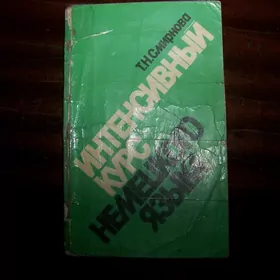 Т.Н.Смирнова
ИНТЕНСИВНЫЙ
КУРС
НЕМЕЦКОГО
ЯЗЫКА